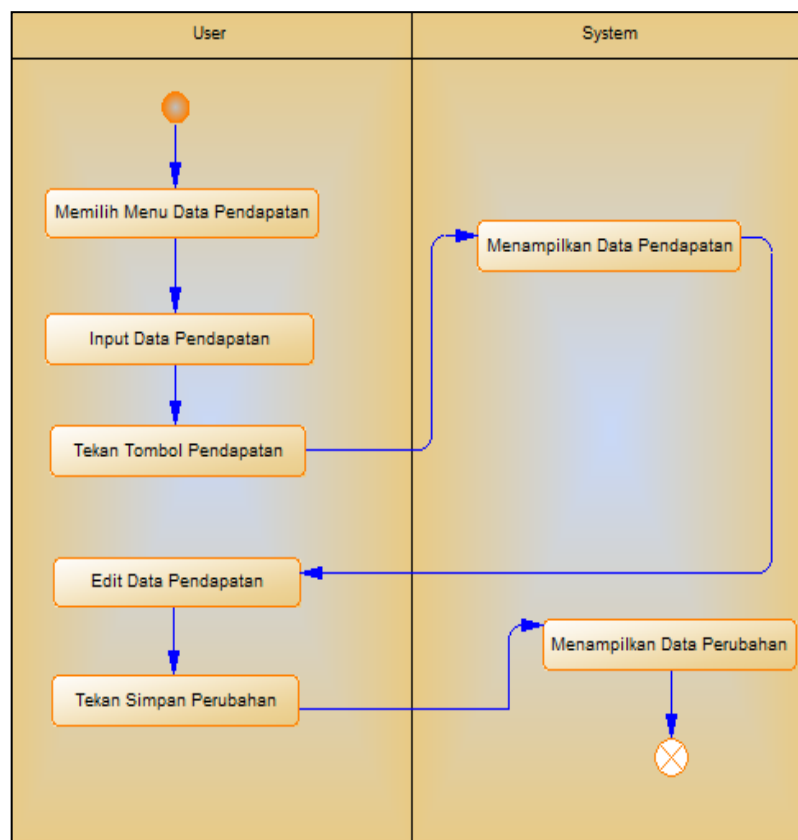 User
System
Memilih Menu Data Pendapatan
Menampilkan Data Pendapatan
Input Data Pendapatan
Tekan Tombol Pendapatan
Edit Data Pendapatan
Menampilkan Data Perubahan
Tekan Simpan Perubahan